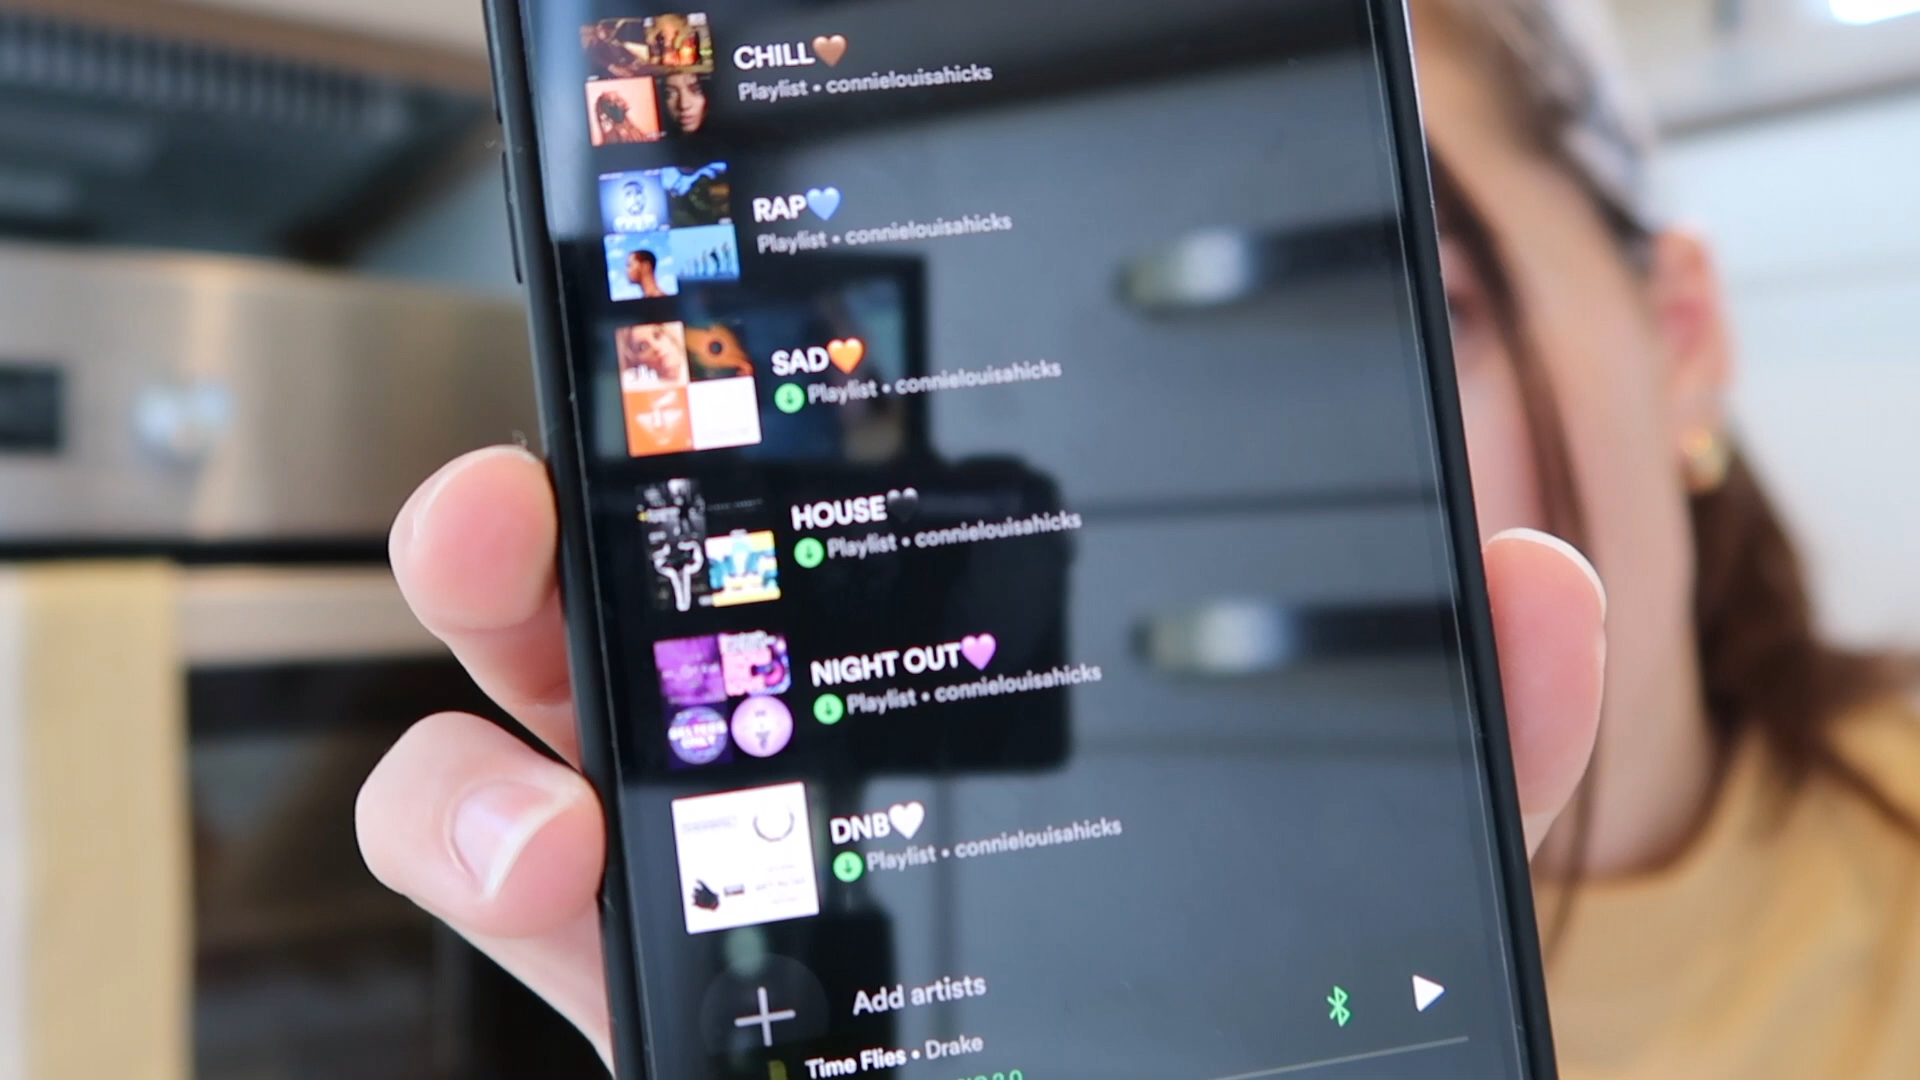 CHILL🤎
Playlist • connielouisahicks
RAP💙
Playlist • connielouisahicks
SAD🧡
Playlist • connielouisahicks
HOUSE🖤
Playlist • connielouisahicks
NIGHT OUT💜
Playlist • connielouisahicks
DNB🤍
Playlist • connielouisahicks
Add artists
Time Flies • Drake